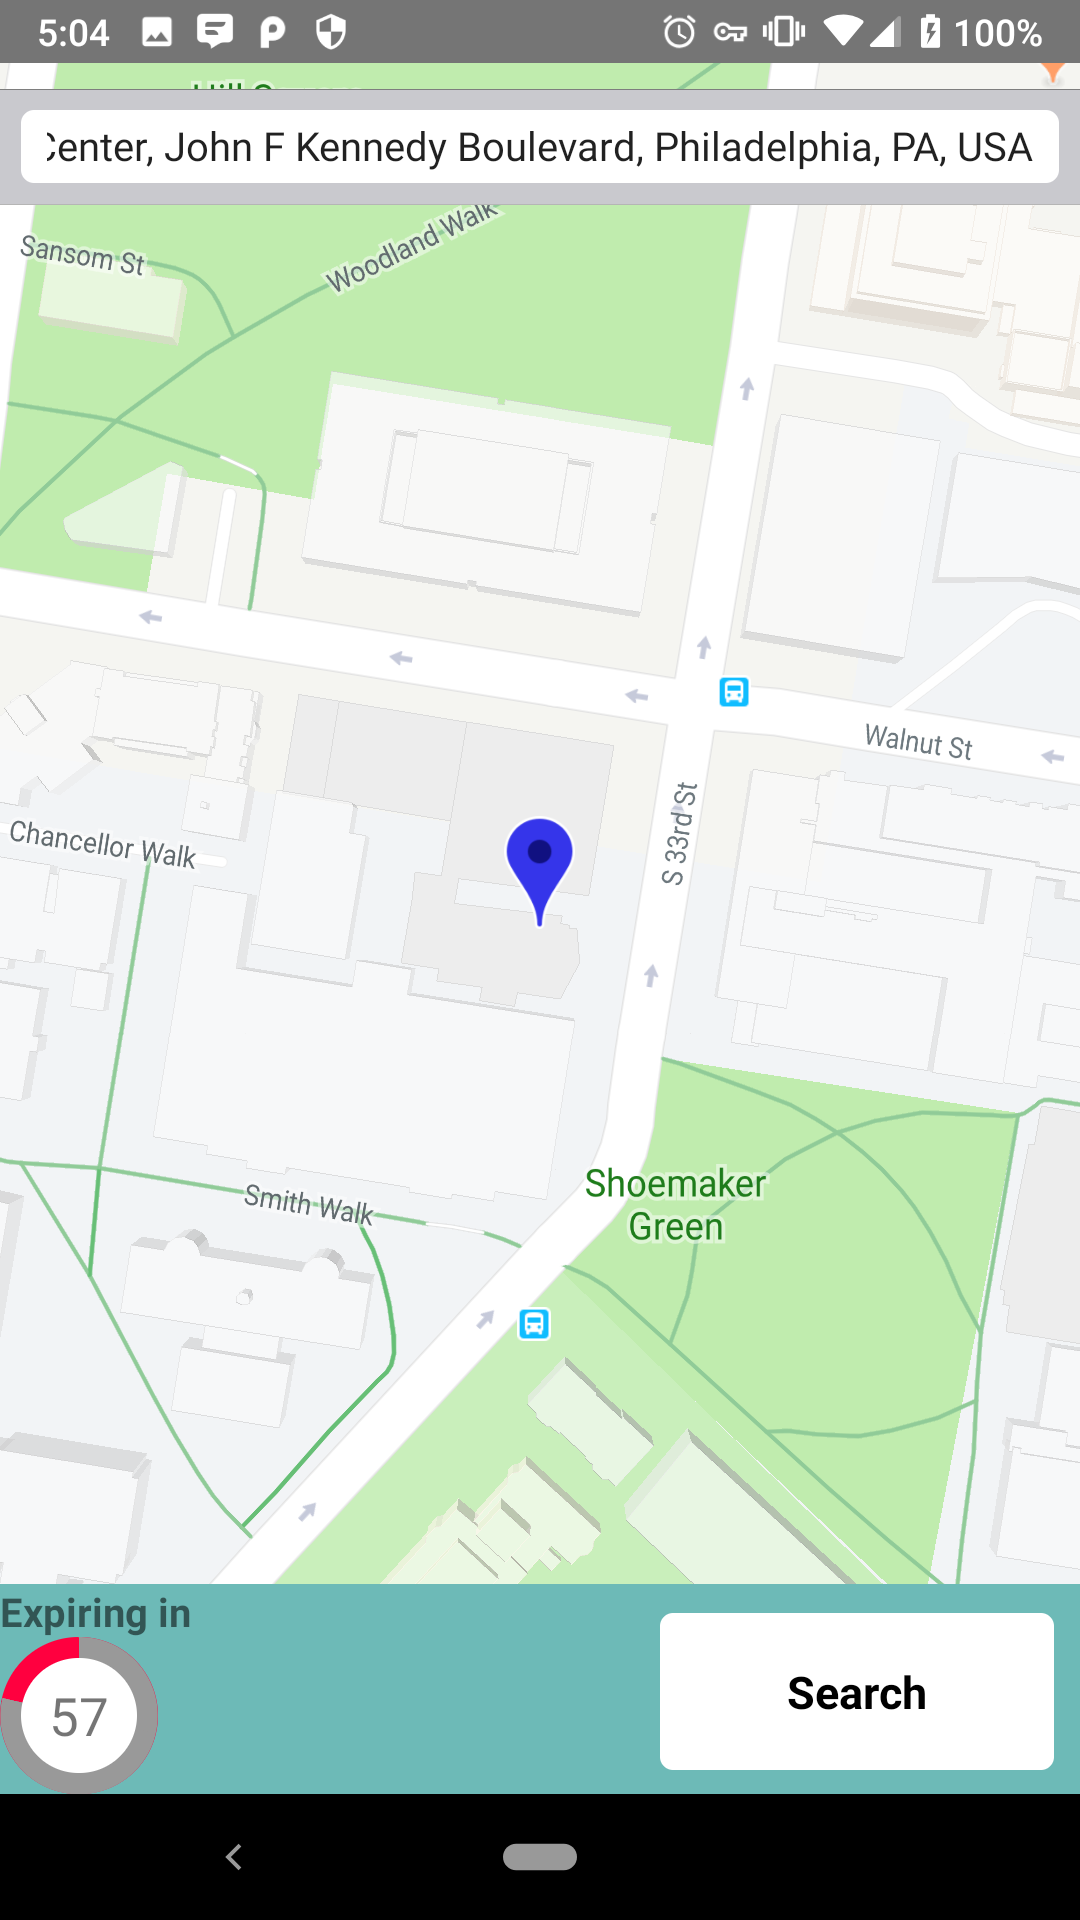 5:04
100%
Center, John F Kennedy Boulevard, Philadelphia, PA, USA
Sansom St
Woodland Walk
Walnut St
S 33rd St
Chancellor Walk
Shoemaker
Green
Smith Walk
Expiring in
57
Search